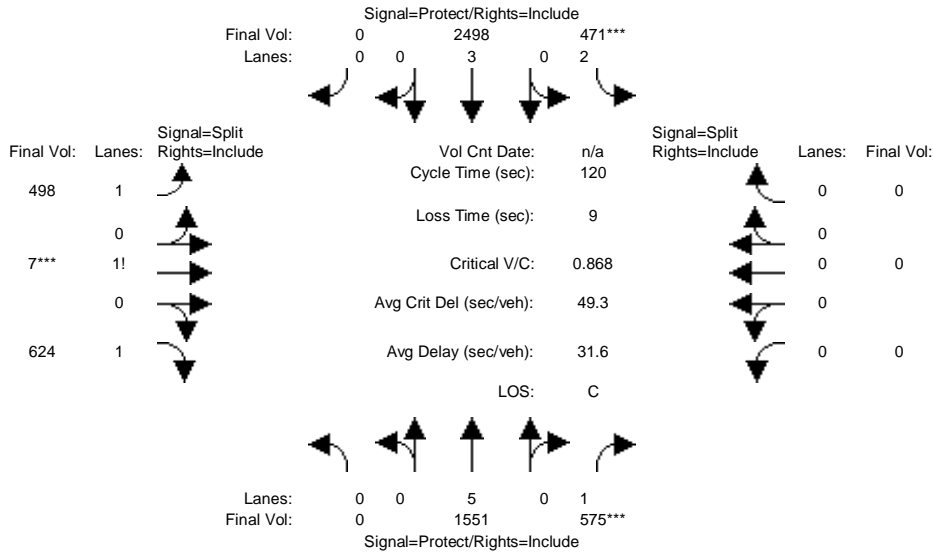 Signal=Protect/Rights=Include
Final Vol: 0 2498 471***
Lanes: 0 0 3 0 2
Signal=Split
Final Vol: Lanes: Rights=Include
Vol Cnt Date: n/a
Signal=Split
Rights=Include Lanes: Final Vol:
Cycle Time (sec): 120
498 1
0 0
Loss Time (sec): 9
0
0
7*** 1!
Critical V/C: 0.868
0 0
0
Avg Crit Del (sec/veh): 49.3
0
624 1
Avg Delay (sec/veh): 31.6
0 0
LOS: C
Lanes: 0 0 5 0 1
Final Vol: 0 1551 575***
Signal=Protect/Rights=Include